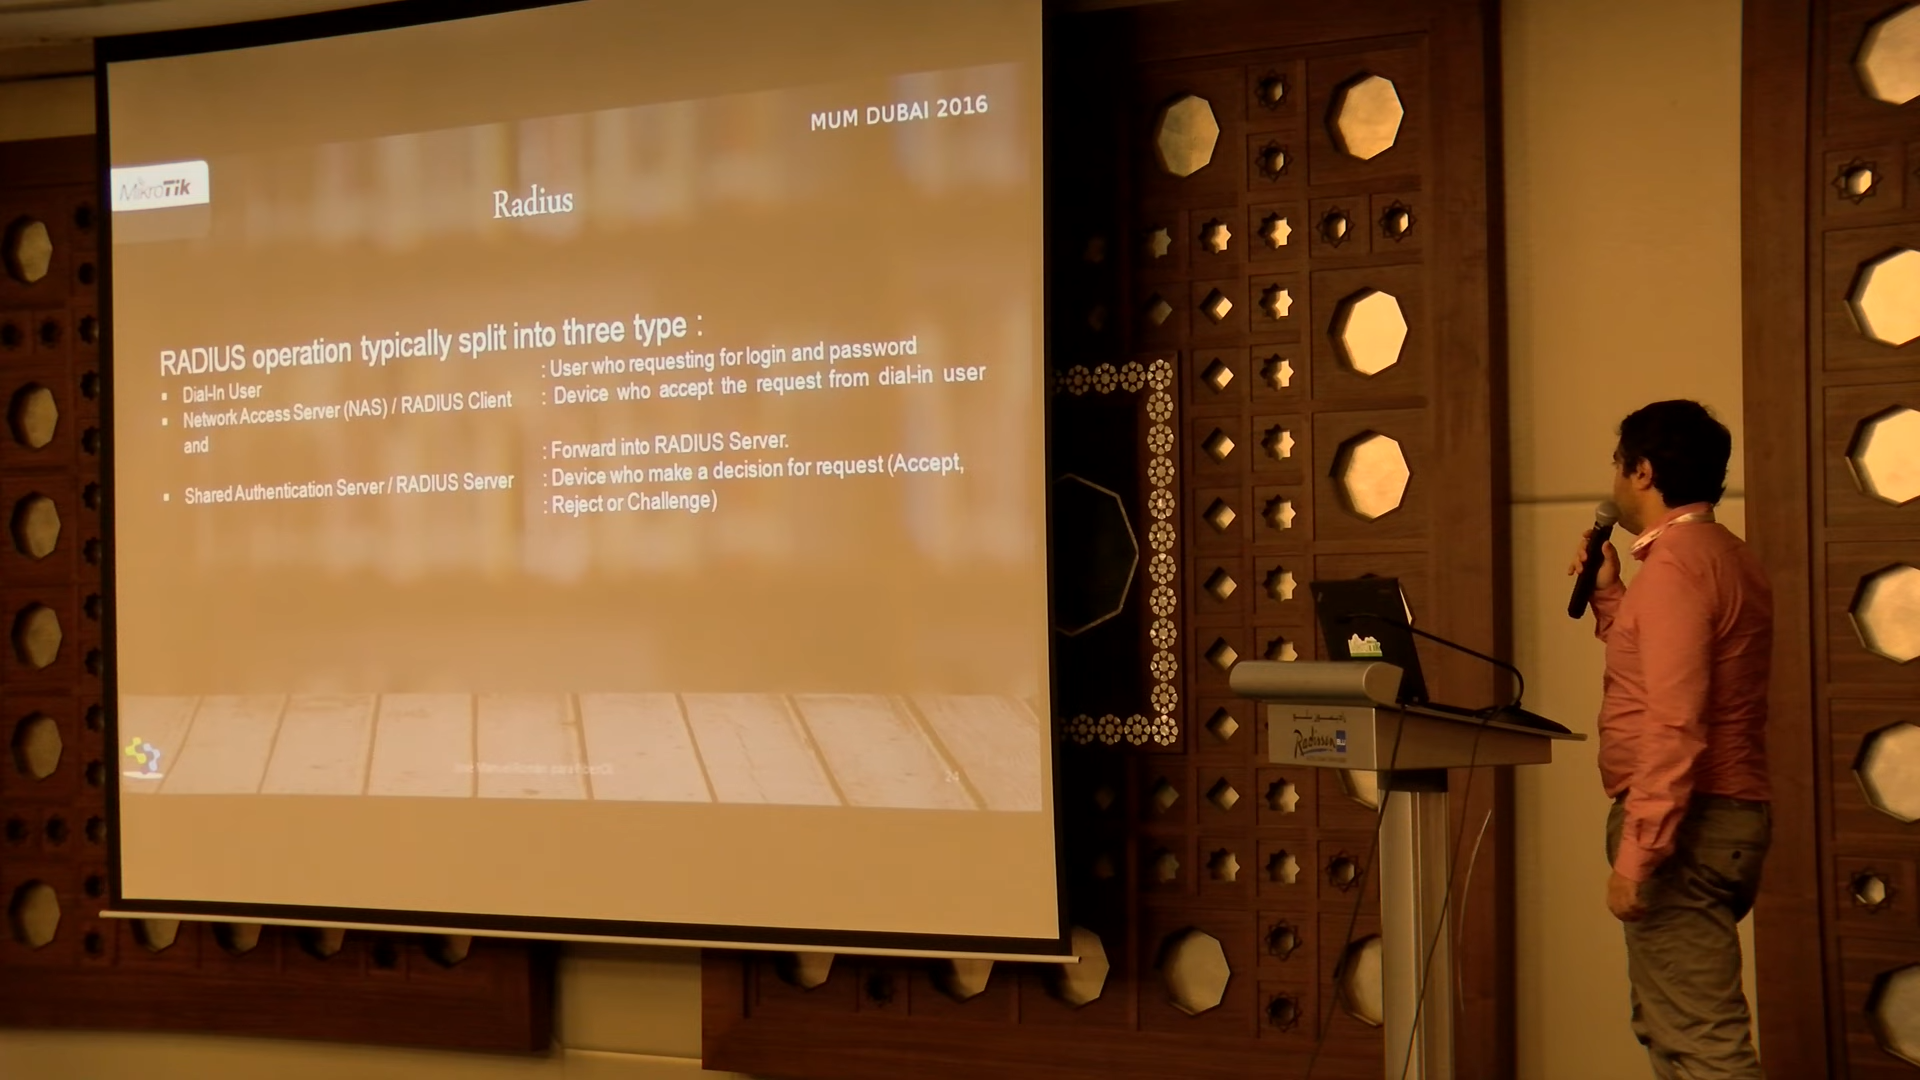 MUM DUBAI 2016
MikroTik
Radius
RADIUS operation typically split into three type :
▪ Dial-In User : User who requesting for login and password
▪ Network Access Server (NAS) / RADIUS Client : Device who accept the request from dial-in user
and : Forward into RADIUS Server.
▪ Shared Authentication Server / RADIUS Server : Device who make a decision for request (Accept,
: Reject or Challenge)
24
Radisson